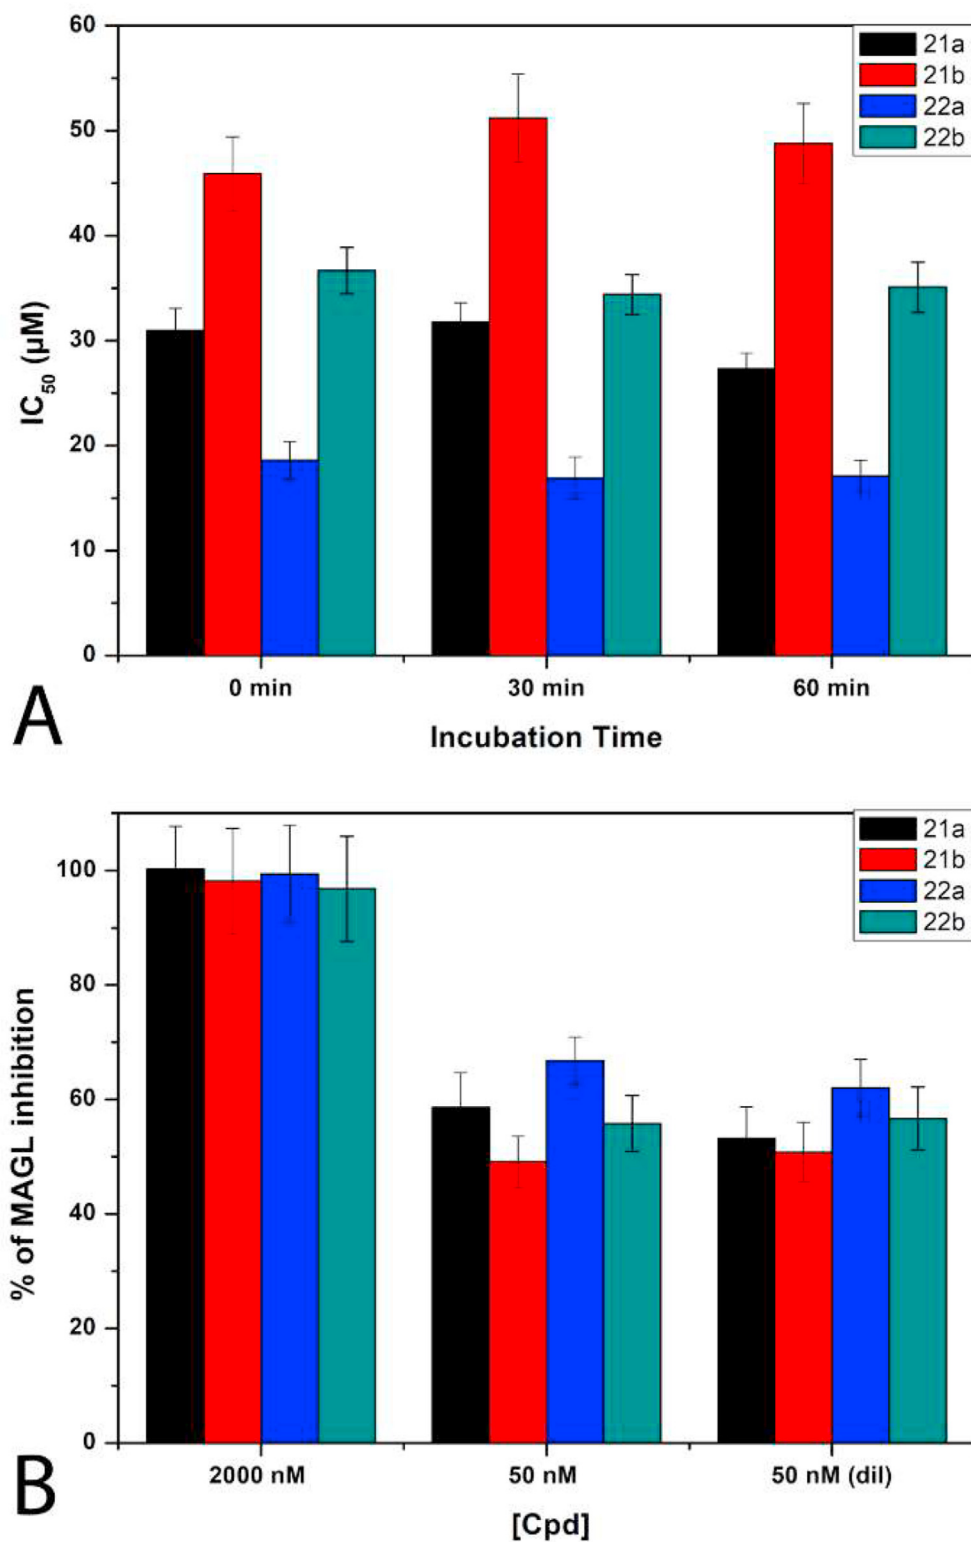 60
50
40
30
20
10
0
IC50 (µM)
21a
21b
22a
22b
0 min
30 min
60 min
Incubation Time
A
100
80
60
40
20
0
% of MAGL inhibition
21a
21b
22a
22b
2000 nM
50 nM
50 nM (dil)
[Cpd]
B